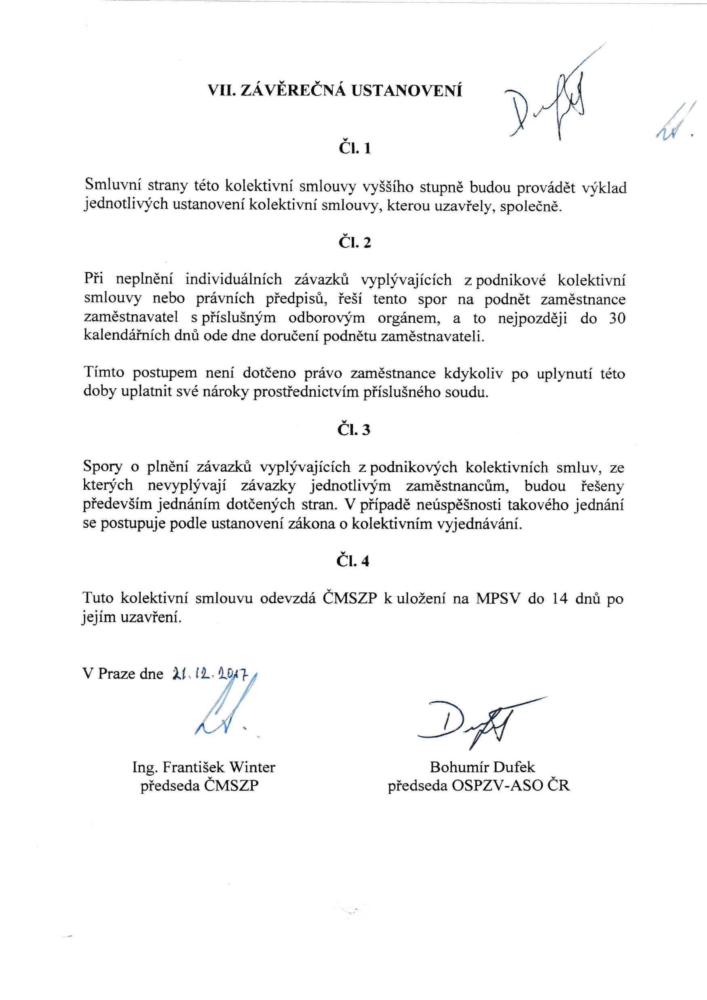 VII. ZÁVĚREČNÁ USTANOVENÍ
Čl. 1
Smluvní strany této kolektivní smlouvy vyššího stupně budou provádět výklad
jednotlivých ustanovení kolektivní smlouvy, kterou uzavřely, společně.
Čl. 2
Při neplnění individuálních závazků vyplývajících z podnikové kolektivní
smlouvy nebo právních předpisů, řeší tento spor na podnět zaměstnance
zaměstnavatel s příslušným odborovým orgánem, a to nejpozději do 30
kalendářních dnů ode dne doručení podnětu zaměstnavateli.
Tímto postupem není dotčeno právo zaměstnance kdykoliv po uplynutí této
doby uplatnit své nároky prostřednictvím příslušného soudu.
Čl. 3
Spory o plnění závazků vyplývajících z podnikových kolektivních smluv, ze
kterých nevyplývají závazky jednotlivým zaměstnancům, budou řešeny
především jednáním dotčených stran. V případě neúspěšnosti takového jednání
se postupuje podle ustanovení zákona o kolektivním vyjednávání.
Čl. 4
Tuto kolektivní smlouvu odevzdá ČMSZP k uložení na MPSV do 14 dnů po
jejím uzavření.
V Praze dne 21.12.2017
Ing. František Winter
předseda ČMSZP
Bohumír Dufek
předseda OSPZV-ASO ČR